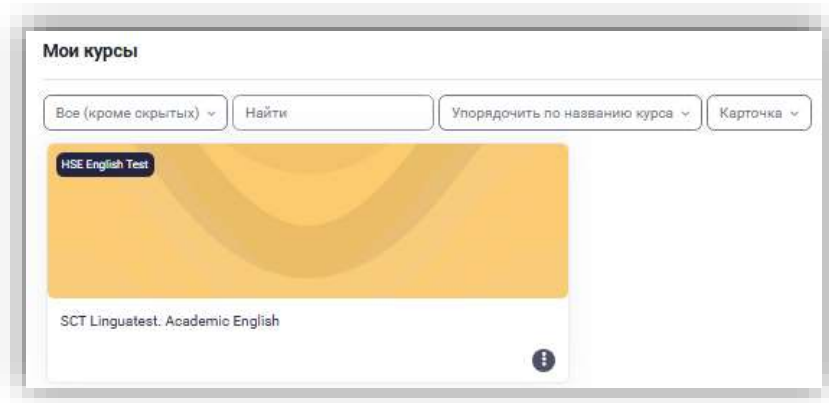 Мои курсы
Все (кроме скрытых) Найти Упорядочить по названию курса Карточка
HSE English Test
SCT Linguatest. Academic English